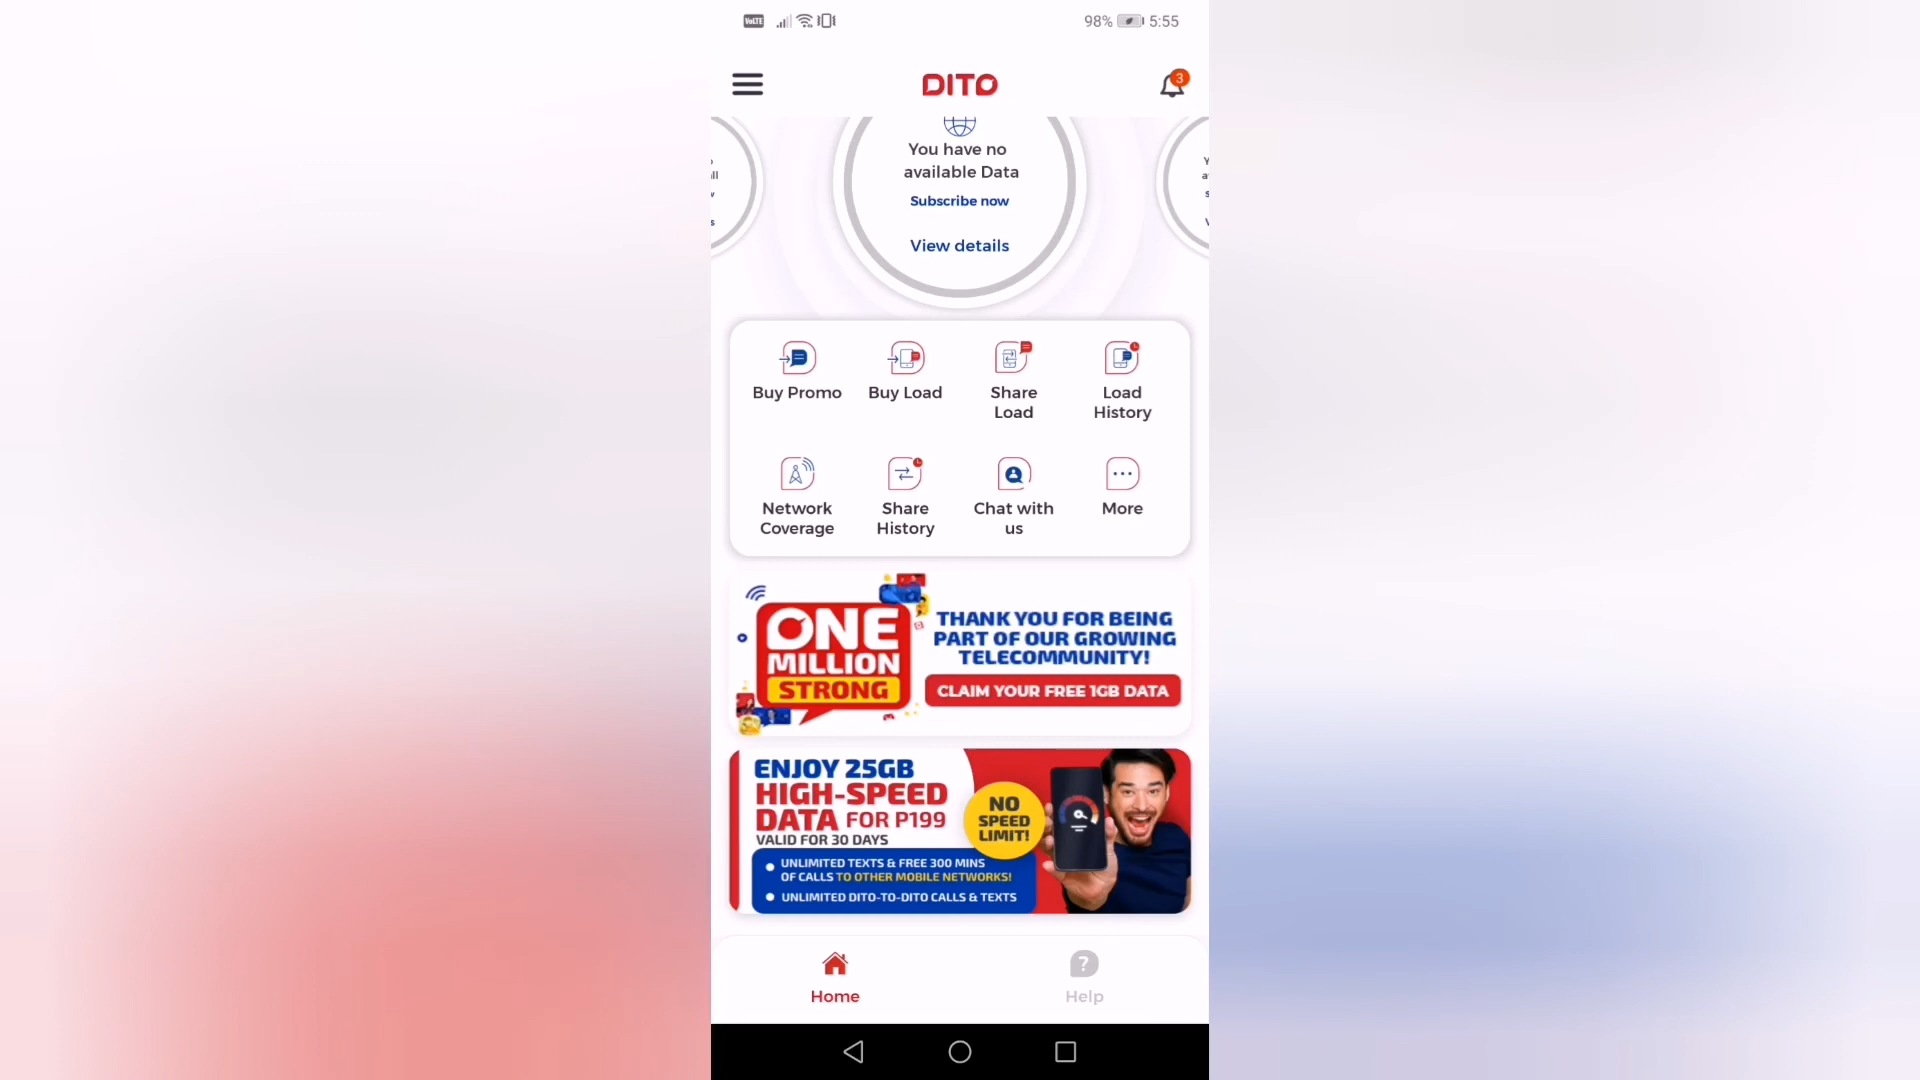 VoLTE
98%
5:55
DITO
3
You have no
available Data
Subscribe now
View details
Buy Promo
Buy Load
Share
Load
Load
History
Network
Coverage
Share
History
Chat with
us
More
ONE
MILLION
STRONG
THANK YOU FOR BEING
PART OF OUR GROWING
TELECOMMUNITY!
CLAIM YOUR FREE 1GB DATA
ENJOY 25GB
HIGH-SPEED
DATA FOR P199
VALID FOR 30 DAYS
NO
SPEED
LIMIT!
UNLIMITED TEXTS & FREE 300 MINS
OF CALLS TO OTHER MOBILE NETWORKS!
UNLIMITED DITO-TO-DITO CALLS & TEXTS
Home
? Help